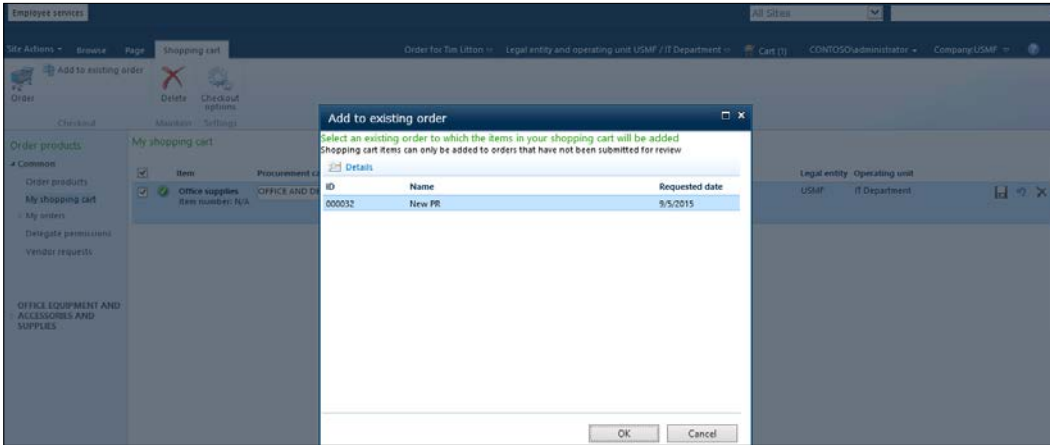 Employee services
All Sites
Site Actions Browse Page Shopping cart Order for Tim Litton Legal entity and operating unit USMF / IT Department Cart (1) CONTOSO\administrator Company:USMF
Add to existing order
Order
Delete Checkout options
Checkout Maintain Settings
Add to existing order
Select an existing order to which the items in your shopping cart will be added
Shopping cart items can only be added to orders that have not been submitted for review
Details
ID Name Requested date
000032 New PR 9/5/2015
OK Cancel
Order products
Common
Order products
My shopping cart
My orders
Delegate permissions
Vendor requests
OFFICE EQUIPMENT AND
ACCESSORIES AND
SUPPLIES
My shopping cart
Item Procurement ca Legal entity Operating unit
Office supplies OFFICE AND DE USMF IT Department
Item number: N/A